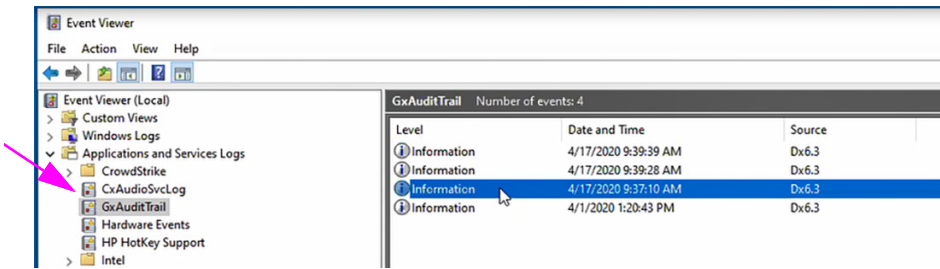 Event Viewer
File Action View Help
Event Viewer (Local)
Custom Views
Windows Logs
Applications and Services Logs
CrowdStrike
CxAudioSvcLog
GxAuditTrail
Hardware Events
HP HotKey Support
Intel
GxAuditTrail Number of events: 4
Level Date and Time Source
Information 4/17/2020 9:39:39 AM Dx6.3
Information 4/17/2020 9:39:28 AM Dx6.3
Information 4/17/2020 9:37:10 AM Dx6.3
Information 4/1/2020 1:20:43 PM Dx6.3